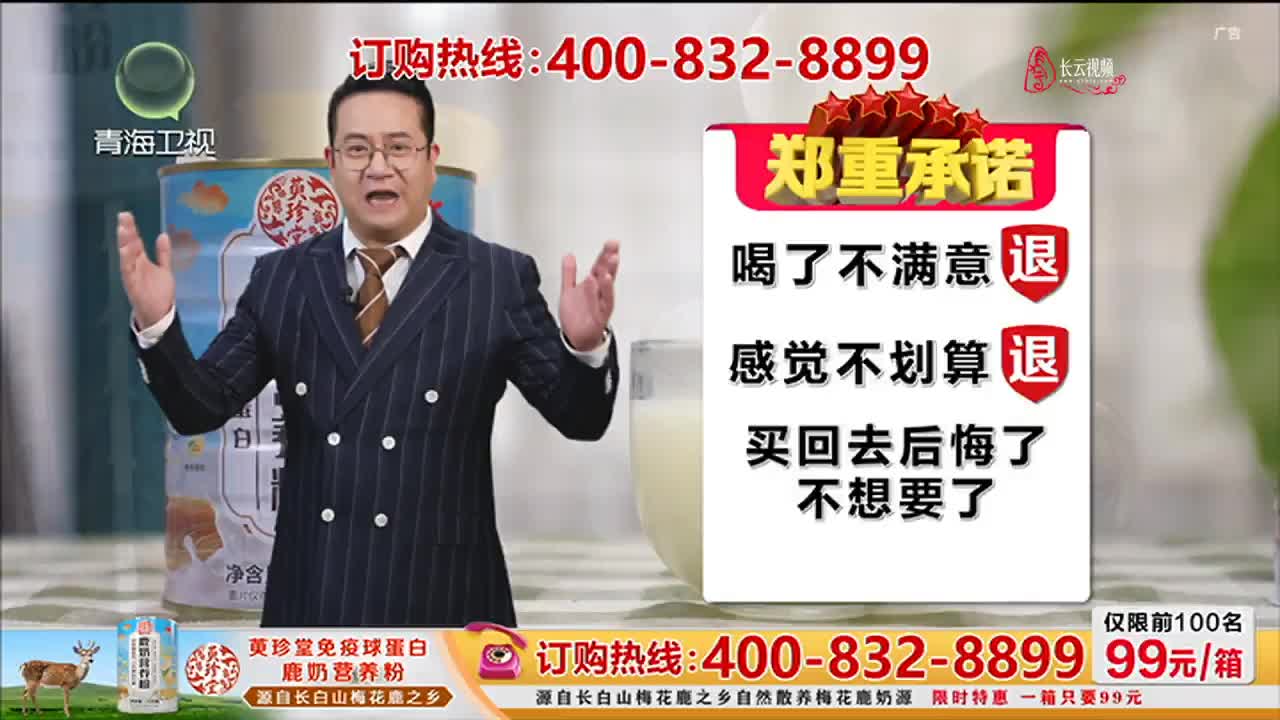 订购热线:400-832-8899
广告
长云视频
青海卫视
郑重承诺
喝了不满意 退
感觉不划算 退
买回去后悔了
不想要了
蛋白
净含
黄珍堂免疫球蛋白
鹿奶营养粉
源自长白山梅花鹿之乡
订购热线:400-832-8899
仅限前100名
99元/箱
源自长白山梅花鹿之乡自然散养梅花鹿奶源 限时特惠 一箱只要99元